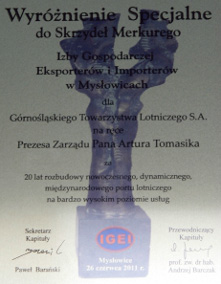 Wyróżnienie Specjalne
do Skrzydeł Merkurego
Izby Gospodarczej
Eksporterów i Importerów
w Mysłowicach
dla
Górnośląskiego Towarzystwa Lotniczego S.A.
na ręce
Prezesa Zarządu Pana Artura Tomasika
za
20 lat rozbudowy nowoczesnego, dynamicznego,
międzynarodowego portu lotniczego
na bardzo wysokim poziomie usług
Sekretarz
Kapituły
Paweł
IGEI
Mysłowice
26 czerwca 2011 r.
Przewodniczący
Kapituły
prof. zw. dr hab.
Andrzej Barczak